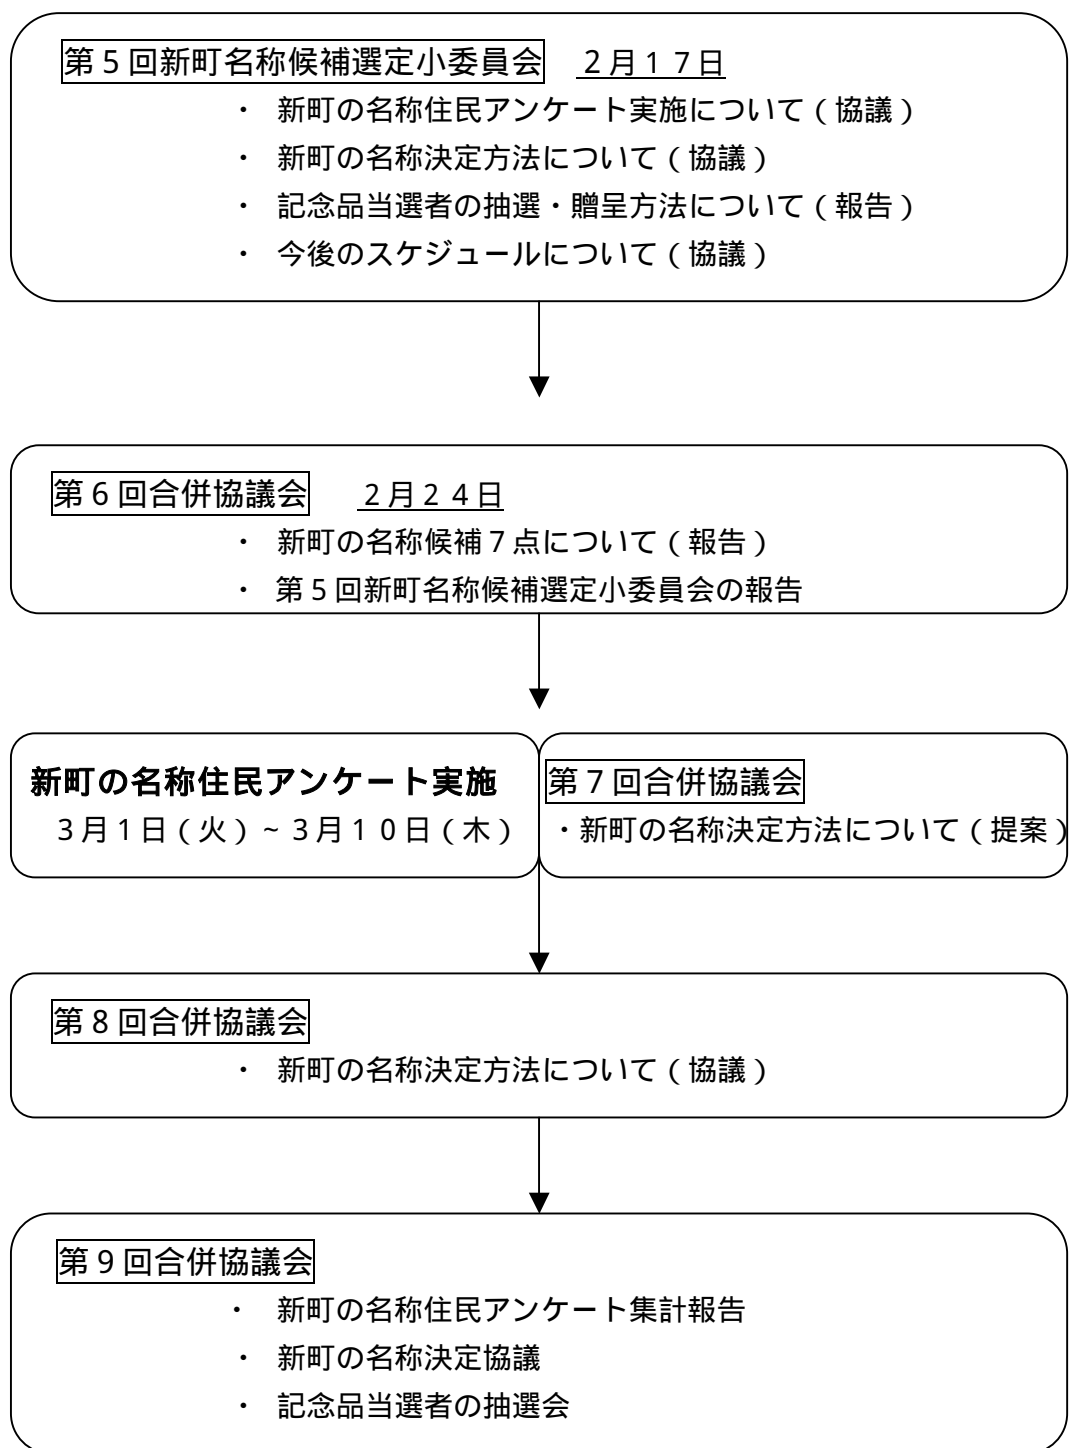 第5回新町名称候補選定小委員会　2月17日
・　新町の名称住民アンケート実施について（協議）
・　新町の名称決定方法について（協議）
・　記念品当選者の抽選・贈呈方法について（報告）
・　今後のスケジュールについて（協議）
第6回合併協議会　2月24日
・　新町の名称候補7点について（報告）
・　第5回新町名称候補選定小委員会の報告
新町の名称住民アンケート実施
3月1日（火）~3月10日（木）
第7回合併協議会
・新町の名称決定方法について（提案）
第8回合併協議会
・　新町の名称決定方法について（協議）
第9回合併協議会
・　新町の名称住民アンケート集計報告
・　新町の名称決定協議
・　記念品当選者の抽選会